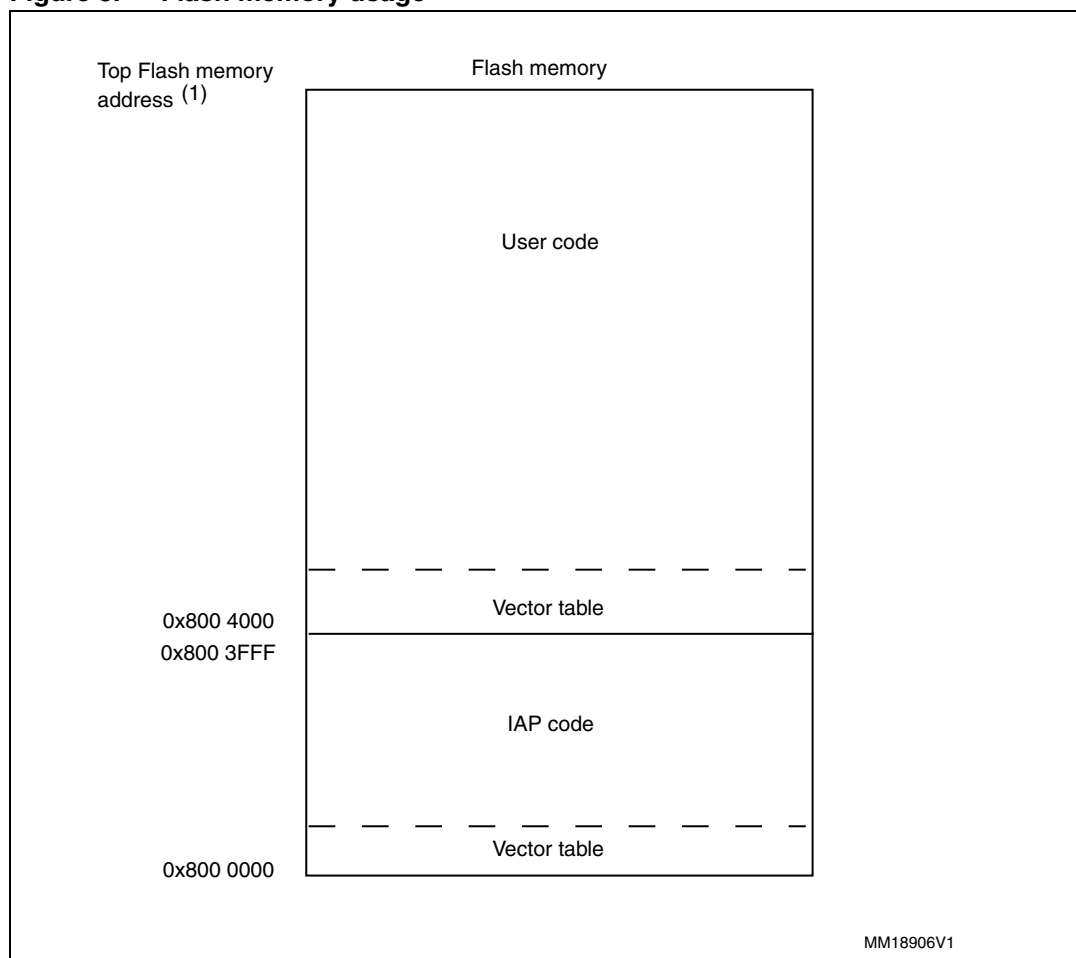 Top Flash memory
address (1)
Flash memory
User code
Vector table
0x800 4000
0x800 3FFF
IAP code
Vector table
0x800 0000
MM18906V1